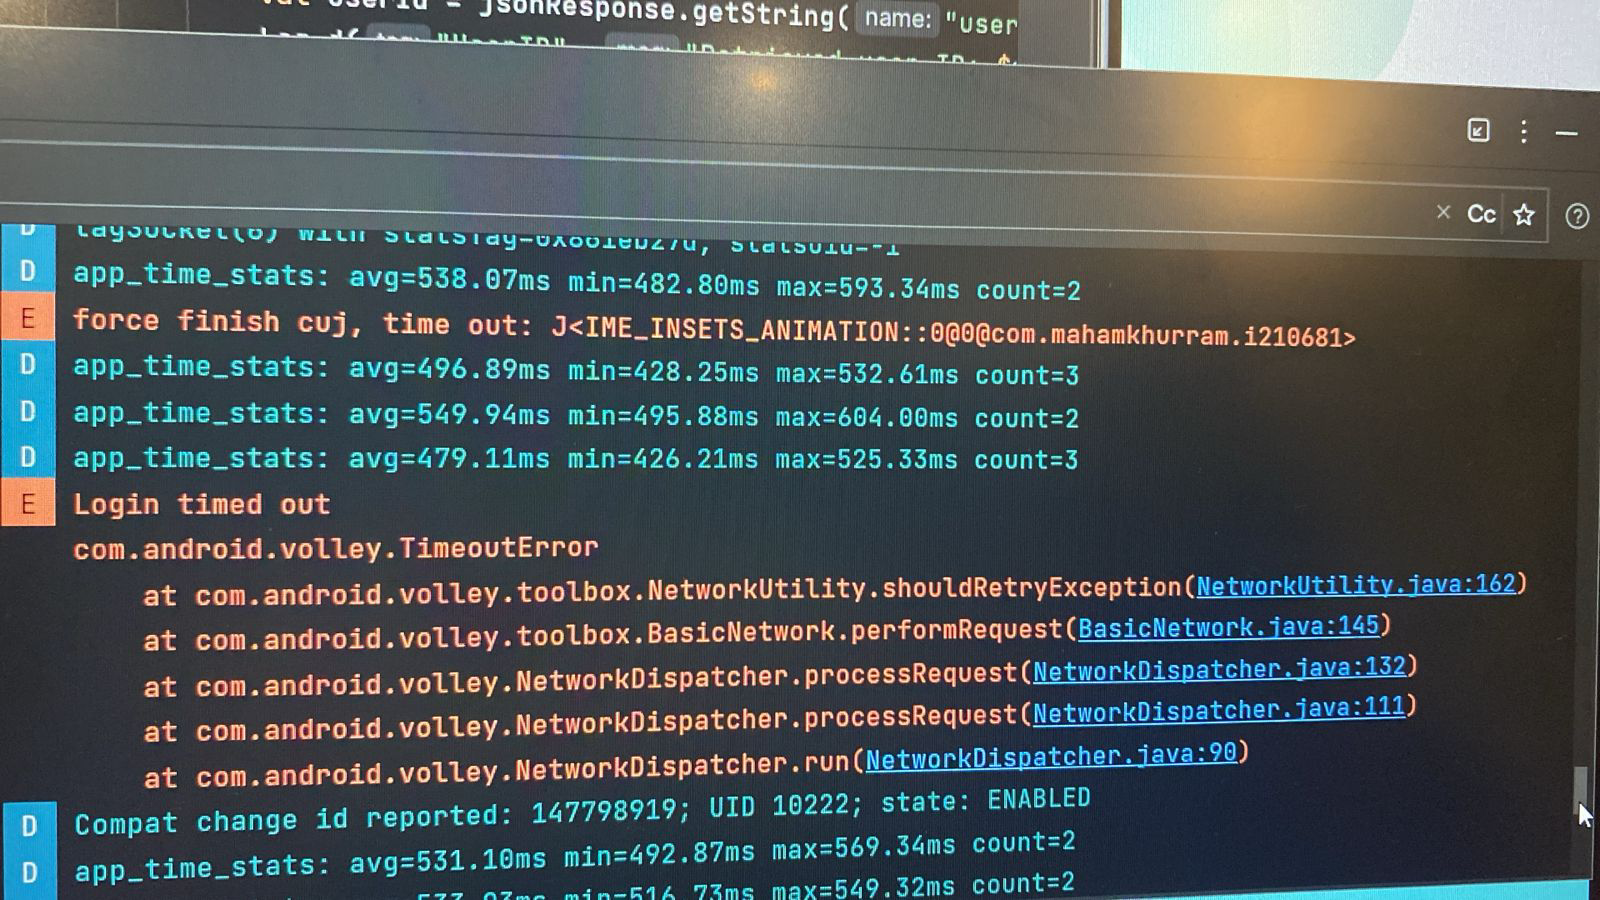 userId = jsonResponse.getString( name: "user
D app_time_stats: avg=538.07ms min=482.80ms max=593.34ms count=2
E force finish cuj, time out: J<IME_INSETS_ANIMATION::0@0@com.mahamkhurram.i210681>
D app_time_stats: avg=496.89ms min=428.25ms max=532.61ms count=3
D app_time_stats: avg=549.94ms min=495.88ms max=604.00ms count=2
D app_time_stats: avg=479.11ms min=426.21ms max=525.33ms count=3
E Login timed out
com.android.volley.TimeoutError
at com.android.volley.toolbox.NetworkUtility.shouldRetryException(NetworkUtility.java:162)
at com.android.volley.toolbox.BasicNetwork.performRequest(BasicNetwork.java:145)
at com.android.volley.NetworkDispatcher.processRequest(NetworkDispatcher.java:132)
at com.android.volley.NetworkDispatcher.processRequest(NetworkDispatcher.java:111)
at com.android.volley.NetworkDispatcher.run(NetworkDispatcher.java:90)
D Compat change id reported: 147798919; UID 10222; state: ENABLED
D app_time_stats: avg=531.10ms min=492.87ms max=569.34ms count=2
min=516.73ms max=549.32ms count=2
Cc